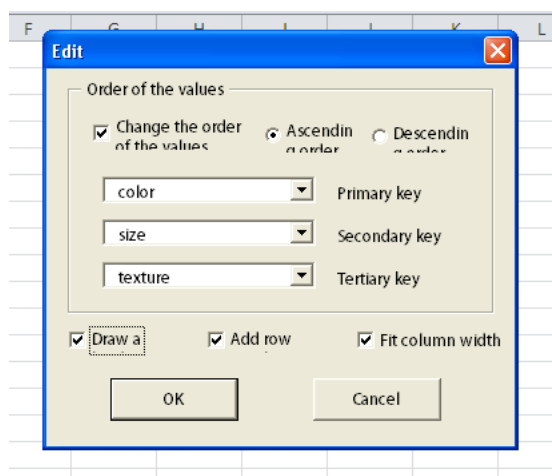 F G H I J K L
Edit
Order of the values
Change the order
of the values
Ascendin
g order
Descendin
g order
color
Primary key
size
Secondary key
texture
Tertiary key
Draw a
Add row
Fit column width
OK
Cancel